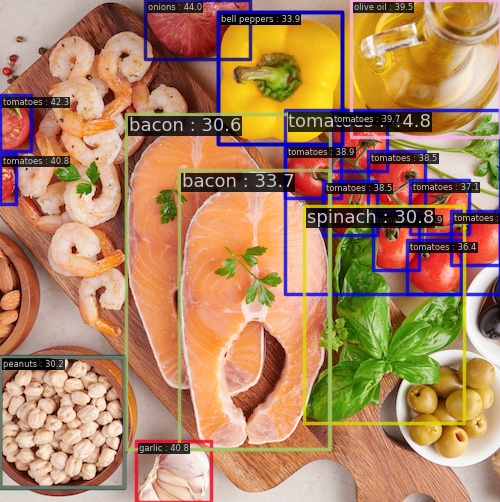 onions : 44.0
olive oil : 39.5
bell peppers : 33.9
tomatoes : 42.3
tomatoes : 39.7
bacon : 30.6
tomatoes : 38.9
tomatoes : 38.5
tomatoes : 40.8
bacon : 33.7
tomatoes : 38.5
tomatoes : 37.1
spinach : 30.8
tomatoes :
tomatoes : 36.4
peanuts : 30.2
garlic : 40.8